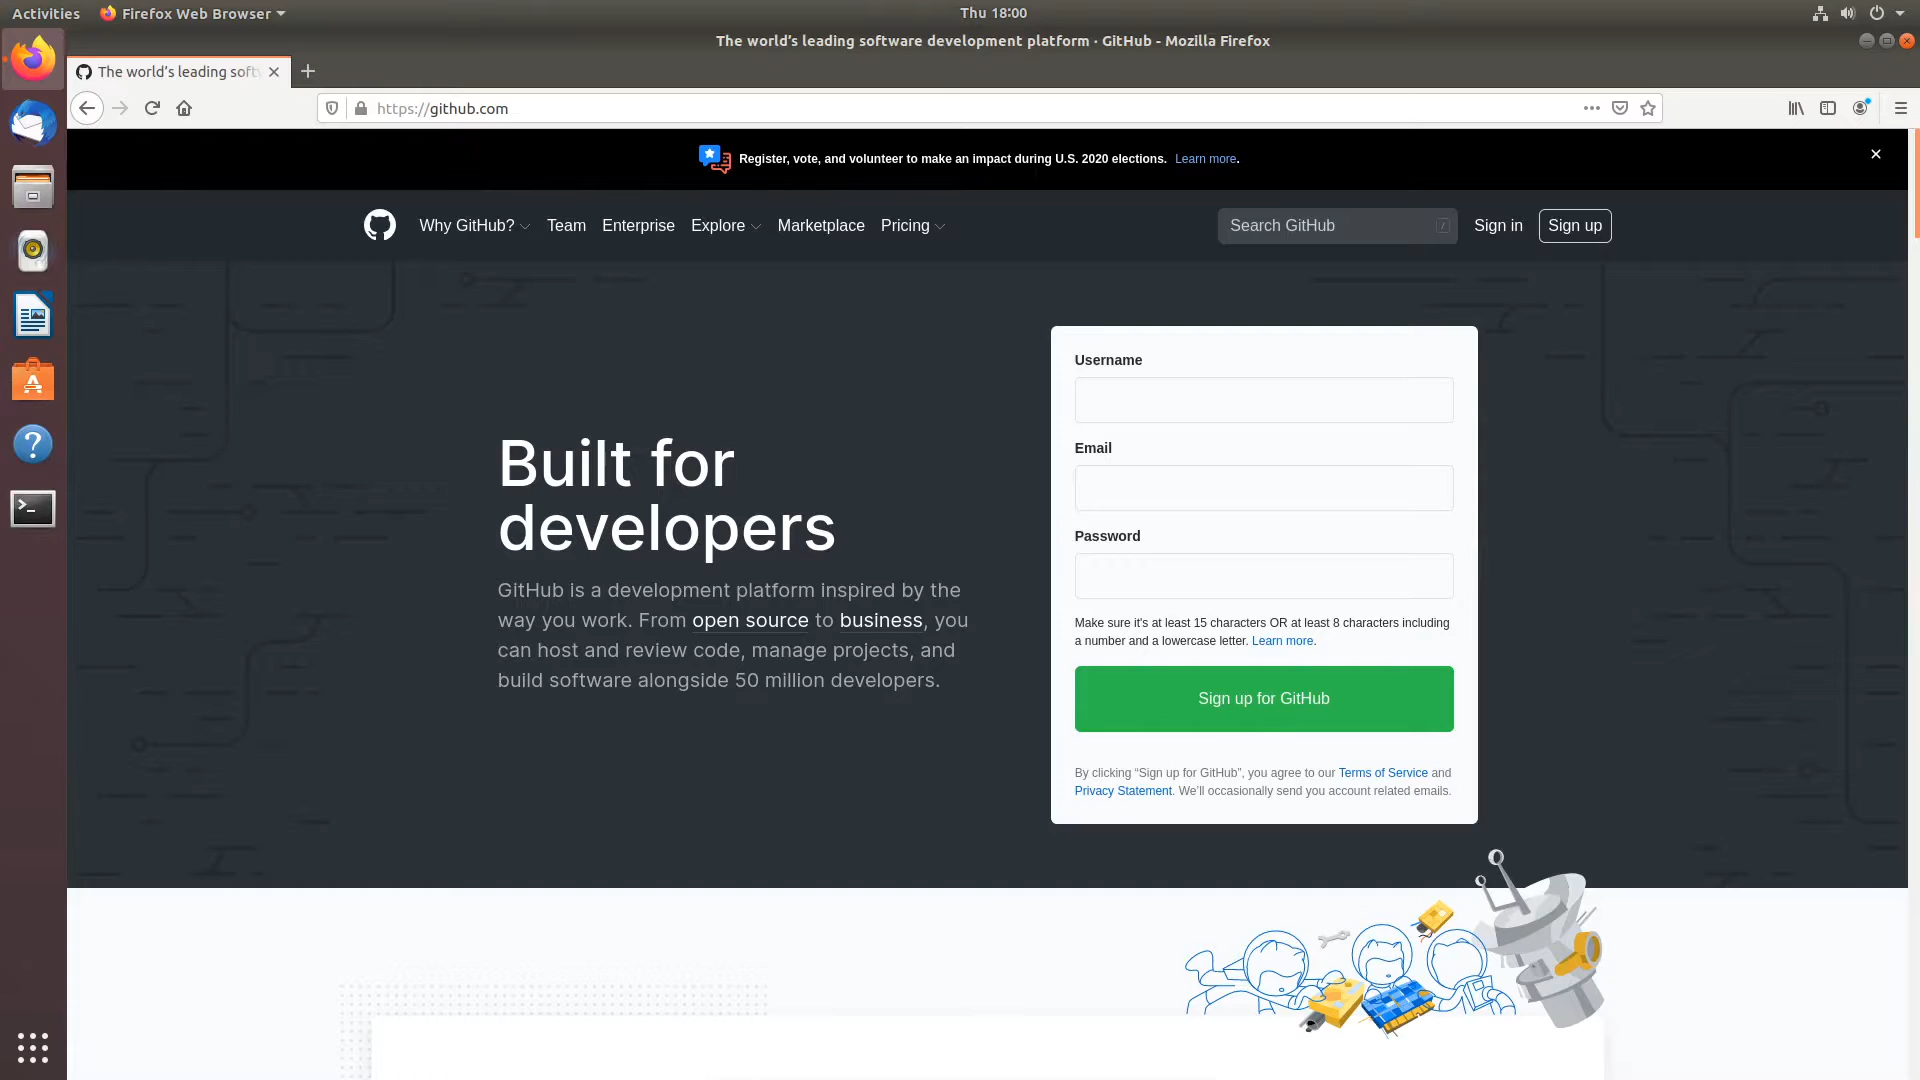 Activities Firefox Web Browser Thu 18:00
The world's leading software development platform · GitHub - Mozilla Firefox
The world's leading soft
https://github.com
Register, vote, and volunteer to make an impact during U.S. 2020 elections. Learn more.
Why GitHub? Team Enterprise Explore Marketplace Pricing Search GitHub / Sign in Sign up
Username
Email
Built for
developers
Password
GitHub is a development platform inspired by the
way you work. From open source to business, you
can host and review code, manage projects, and
build software alongside 50 million developers.
Make sure it's at least 15 characters OR at least 8 characters including
a number and a lowercase letter. Learn more.
Sign up for GitHub
By clicking “Sign up for GitHub”, you agree to our Terms of Service and
Privacy Statement. We'll occasionally send you account related emails.